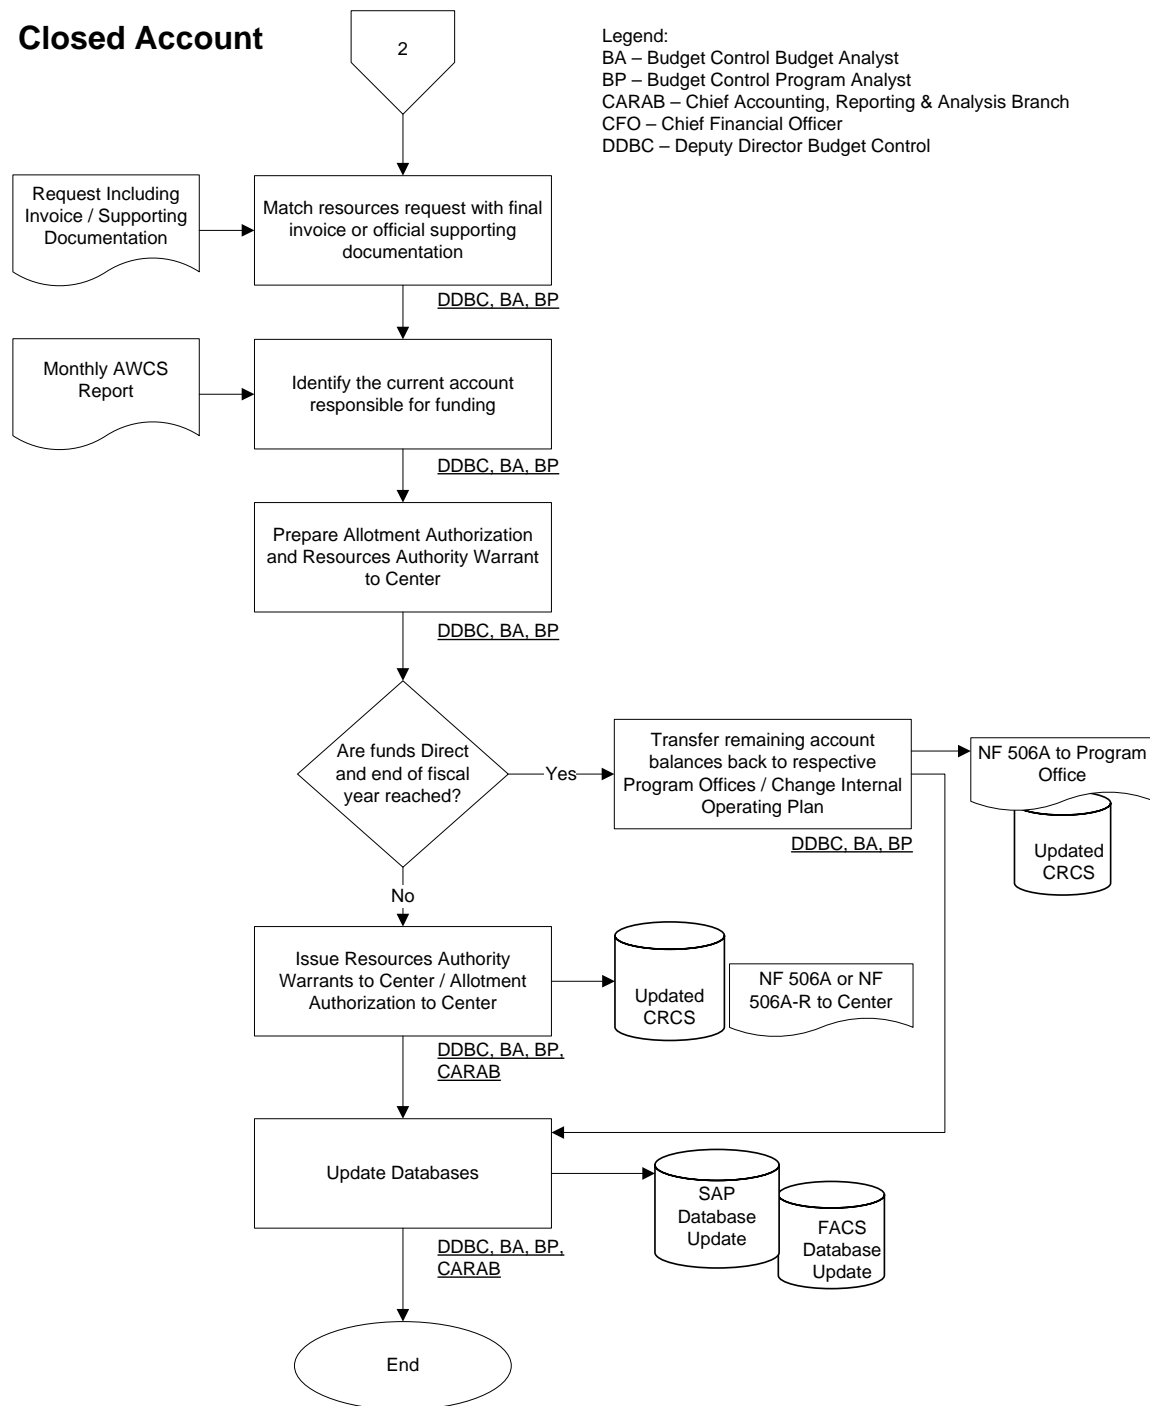 Closed Account
2
Legend:
BA – Budget Control Budget Analyst
BP – Budget Control Program Analyst
CARAB – Chief Accounting, Reporting & Analysis Branch
CFO – Chief Financial Officer
DDBC – Deputy Director Budget Control
Request Including
Invoice / Supporting
Documentation
Match resources request with final
invoice or official supporting
documentation
DDBC, BA, BP
Monthly AWCS
Report
Identify the current account
responsible for funding
DDBC, BA, BP
Prepare Allotment Authorization
and Resources Authority Warrant
to Center
DDBC, BA, BP
Are funds Direct
and end of fiscal
year reached?
Yes
Transfer remaining account
balances back to respective
Program Offices / Change Internal
Operating Plan
DDBC, BA, BP
NF 506A to Program
Office
Updated
CRCS
No
Issue Resources Authority
Warrants to Center / Allotment
Authorization to Center
DDBC, BA, BP,
CARAB
Updated
CRCS
NF 506A or NF
506A-R to Center
Update Databases
DDBC, BA, BP,
CARAB
SAP
Database
Update
FACS
Database
Update
End